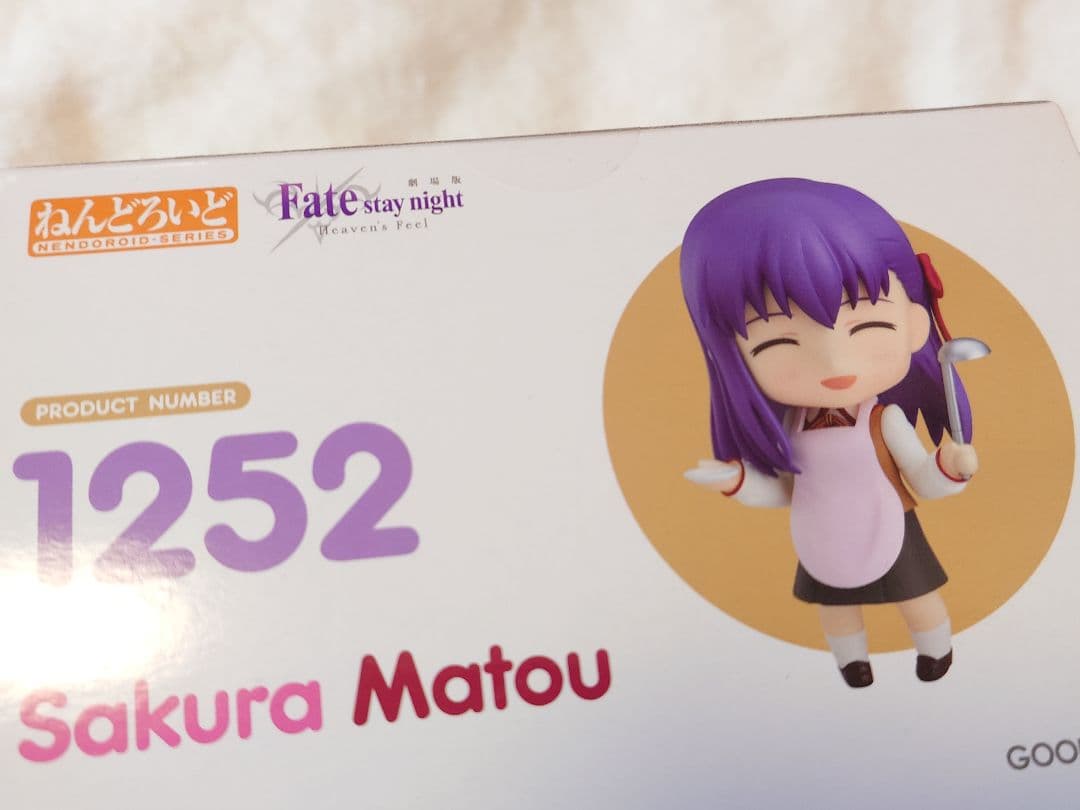 ねんどろいど
NENDOROID·SERIES
劇場版
Fate stay night
Heaven's Feel
PRODUCT NUMBER
1252
Sakura Matou